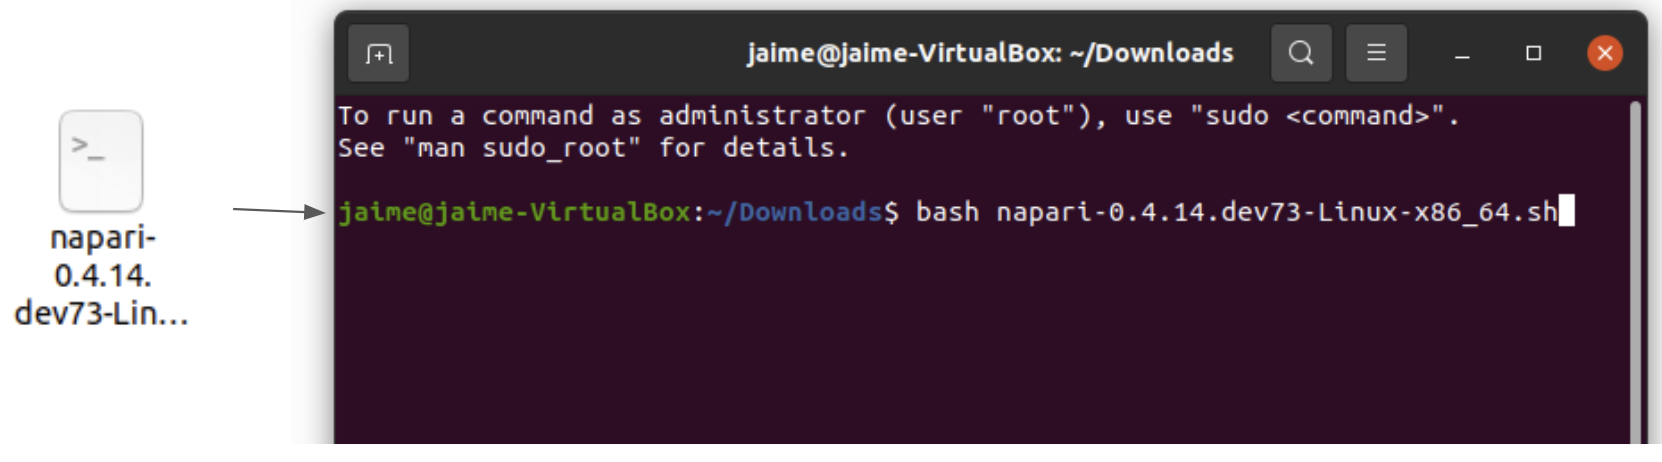 >_
napari-
0.4.14.
dev73-Lin...
jaime@jaime-VirtualBox: ~/Downloads
To run a command as administrator (user "root"), use "sudo <command>".
See "man sudo_root" for details.
jaime@jaime-VirtualBox:~/Downloads$ bash napari-0.4.14.dev73-Linux-x86_64.sh